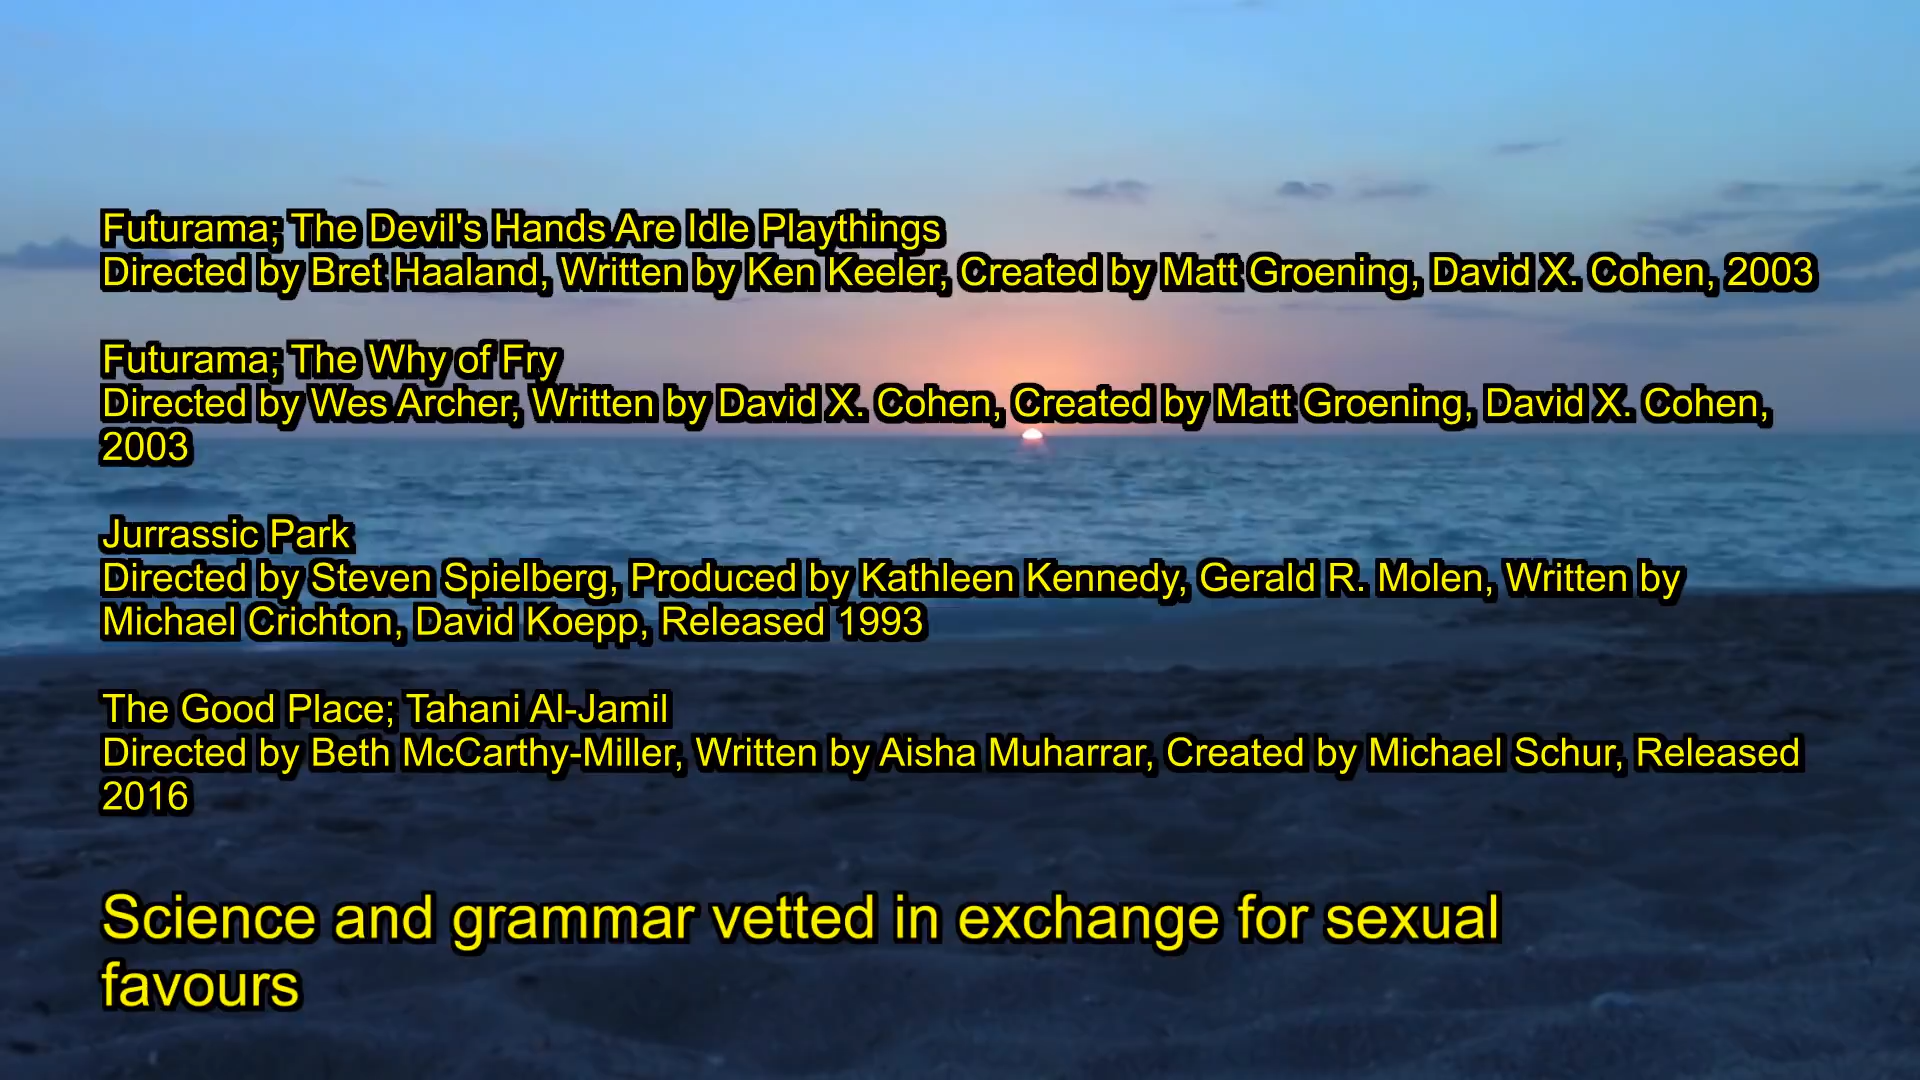 Futurama; The Devil's Hands Are Idle Playthings
Directed by Bret Haaland, Written by Ken Keeler, Created by Matt Groening, David X. Cohen, 2003
Futurama; The Why of Fry
Directed by Wes Archer, Written by David X. Cohen, Created by Matt Groening, David X. Cohen,
2003
Jurrassic Park
Directed by Steven Spielberg, Produced by Kathleen Kennedy, Gerald R. Molen, Written by
Michael Crichton, David Koepp, Released 1993
The Good Place; Tahani Al-Jamil
Directed by Beth McCarthy-Miller, Written by Aisha Muharrar, Created by Michael Schur, Released
2016
Science and grammar vetted in exchange for sexual
favours